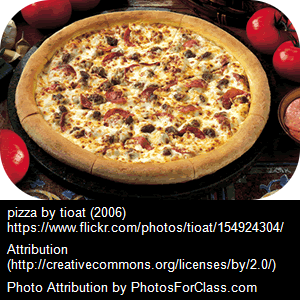 pizza by tioat (2006)
https://www.flickr.com/photos/tioat/154924304/
Attribution
(http://creativecommons.org/licenses/by/2.0/)
Photo Attribution by PhotosForClass.com